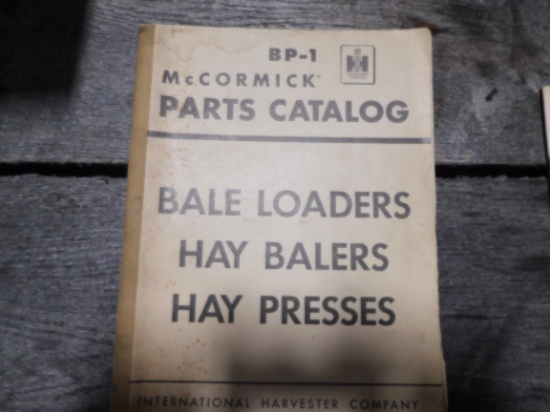 BP-1
McCORMICK®
PARTS CATALOG
BALE LOADERS
HAY BALERS
HAY PRESSES
INTERNATIONAL HARVESTER COMPANY